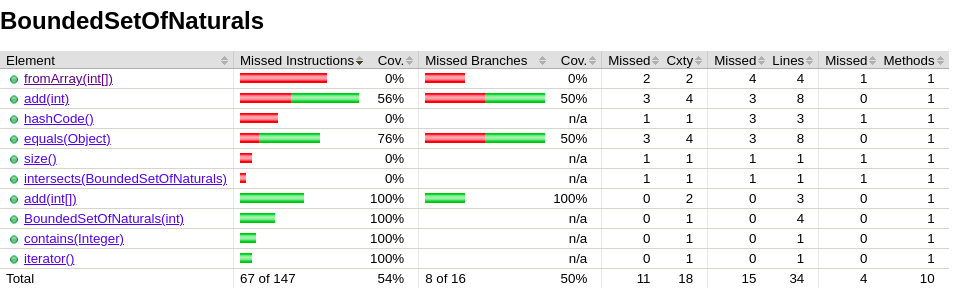 BoundedSetOfNaturals
Element Missed Instructions Cov. Missed Branches Cov. Missed Cxty Missed Lines Missed Methods
fromArray(int[]) 0% 0% 2 2 4 4 1 1
add(int) 56% 50% 3 4 3 8 0 1
hashCode() 0% n/a 1 1 3 3 1 1
equals(Object) 76% 50% 3 4 3 8 0 1
size() 0% n/a 1 1 1 1 1 1
intersects(BoundedSetOfNaturals) 0% n/a 1 1 1 1 1 1
add(int[]) 100% 100% 0 2 0 3 0 1
BoundedSetOfNaturals(int) 100% n/a 0 1 0 4 0 1
contains(Integer) 100% n/a 0 1 0 1 0 1
iterator() 100% n/a 0 1 0 1 0 1
Total 67 of 147 54% 8 of 16 50% 11 18 15 34 4 10